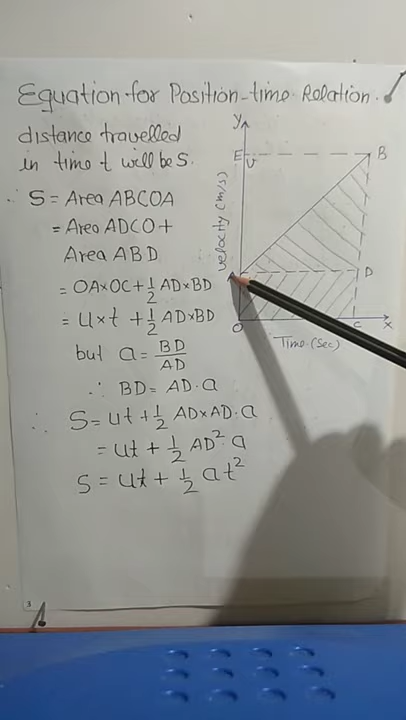 Equation for Position-time Relation.
distance travelled
in time t will be S.
∴ S = Area ABCOA
= Area ADCO +
Area ABD
= OA×OC+½ AD×BD
= u×t + ½ AD×BD
but a = BD/AD
∴ BD = AD.a
∴ S = ut + ½ AD×AD.a
= ut + ½ AD² a
S = ut + ½ at²
Y
E
v
B
velocity (m/s)
D
O
C
X
Time (Sec)
3